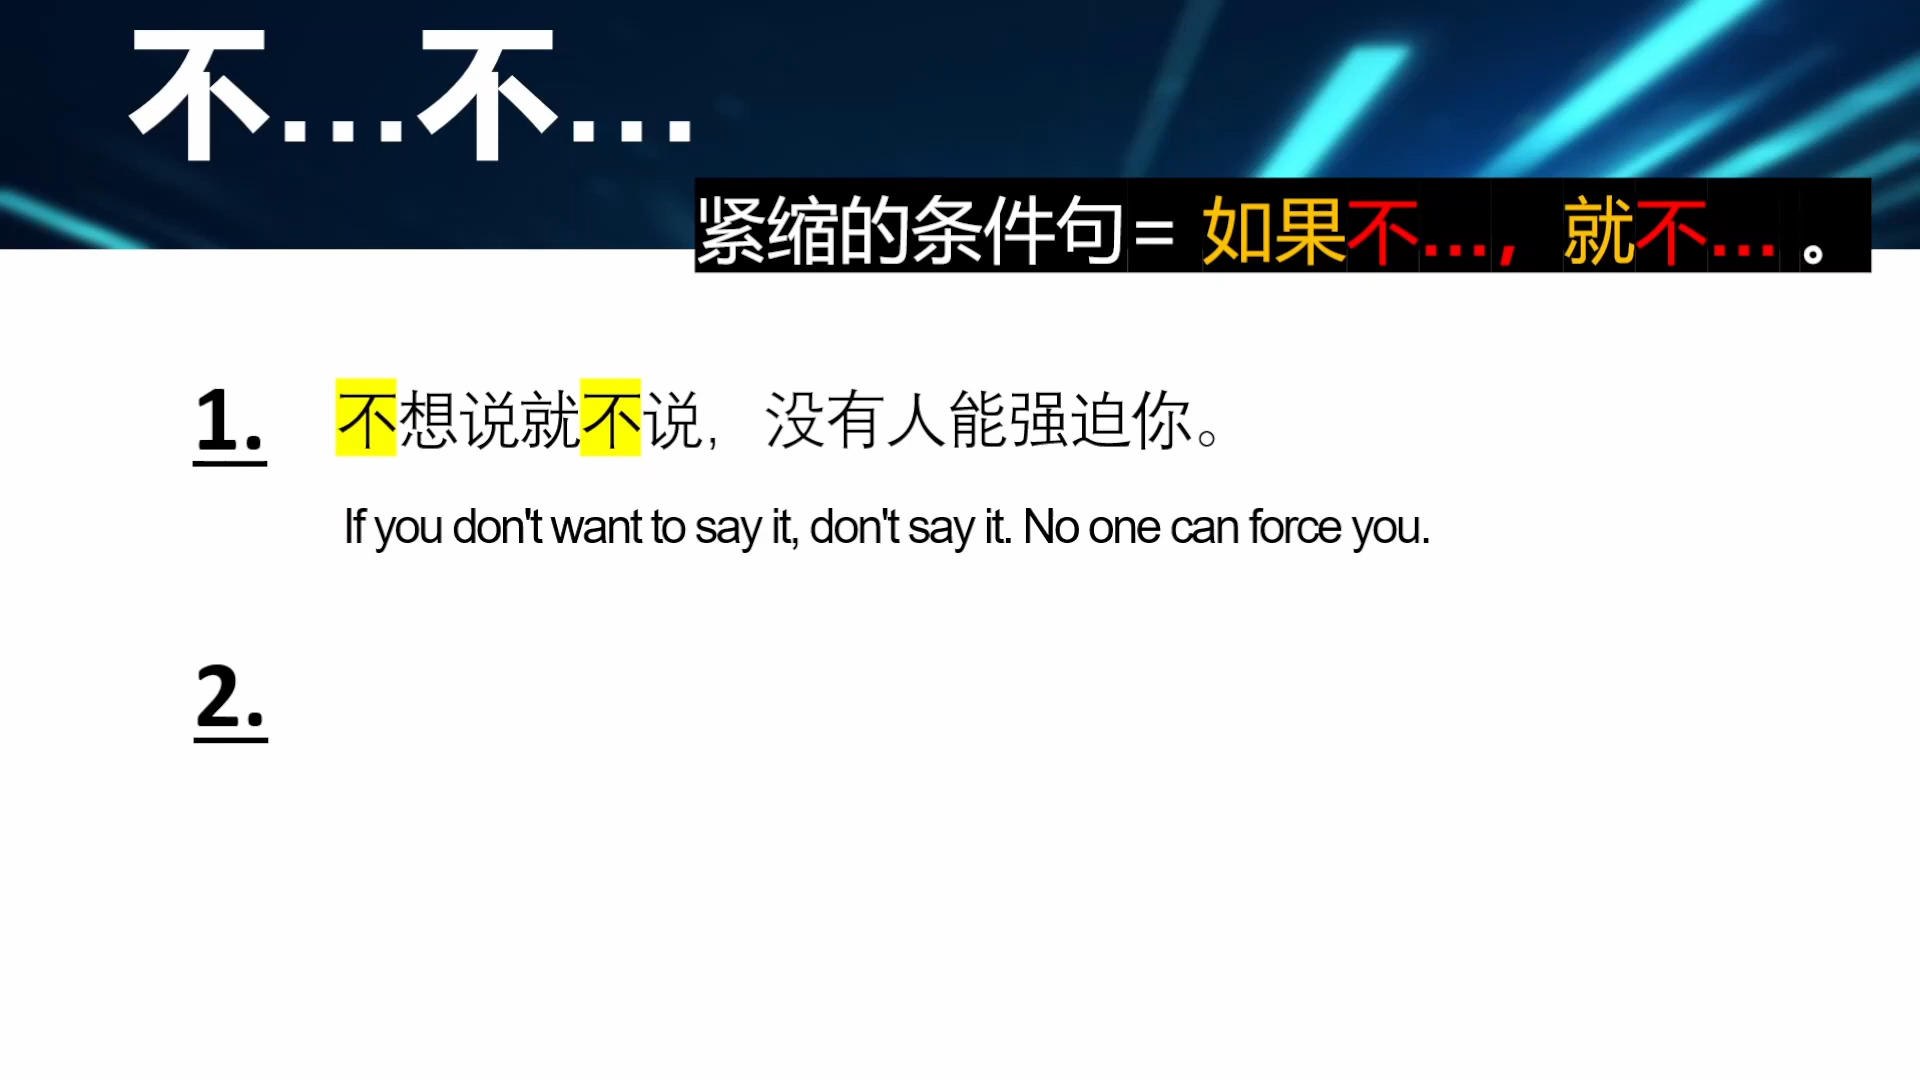 不…不…
紧缩的条件句= 如果不…，就不… 。
1. 不想说就不说，没有人能强迫你。
If you don't want to say it, don't say it. No one can force you.
2.